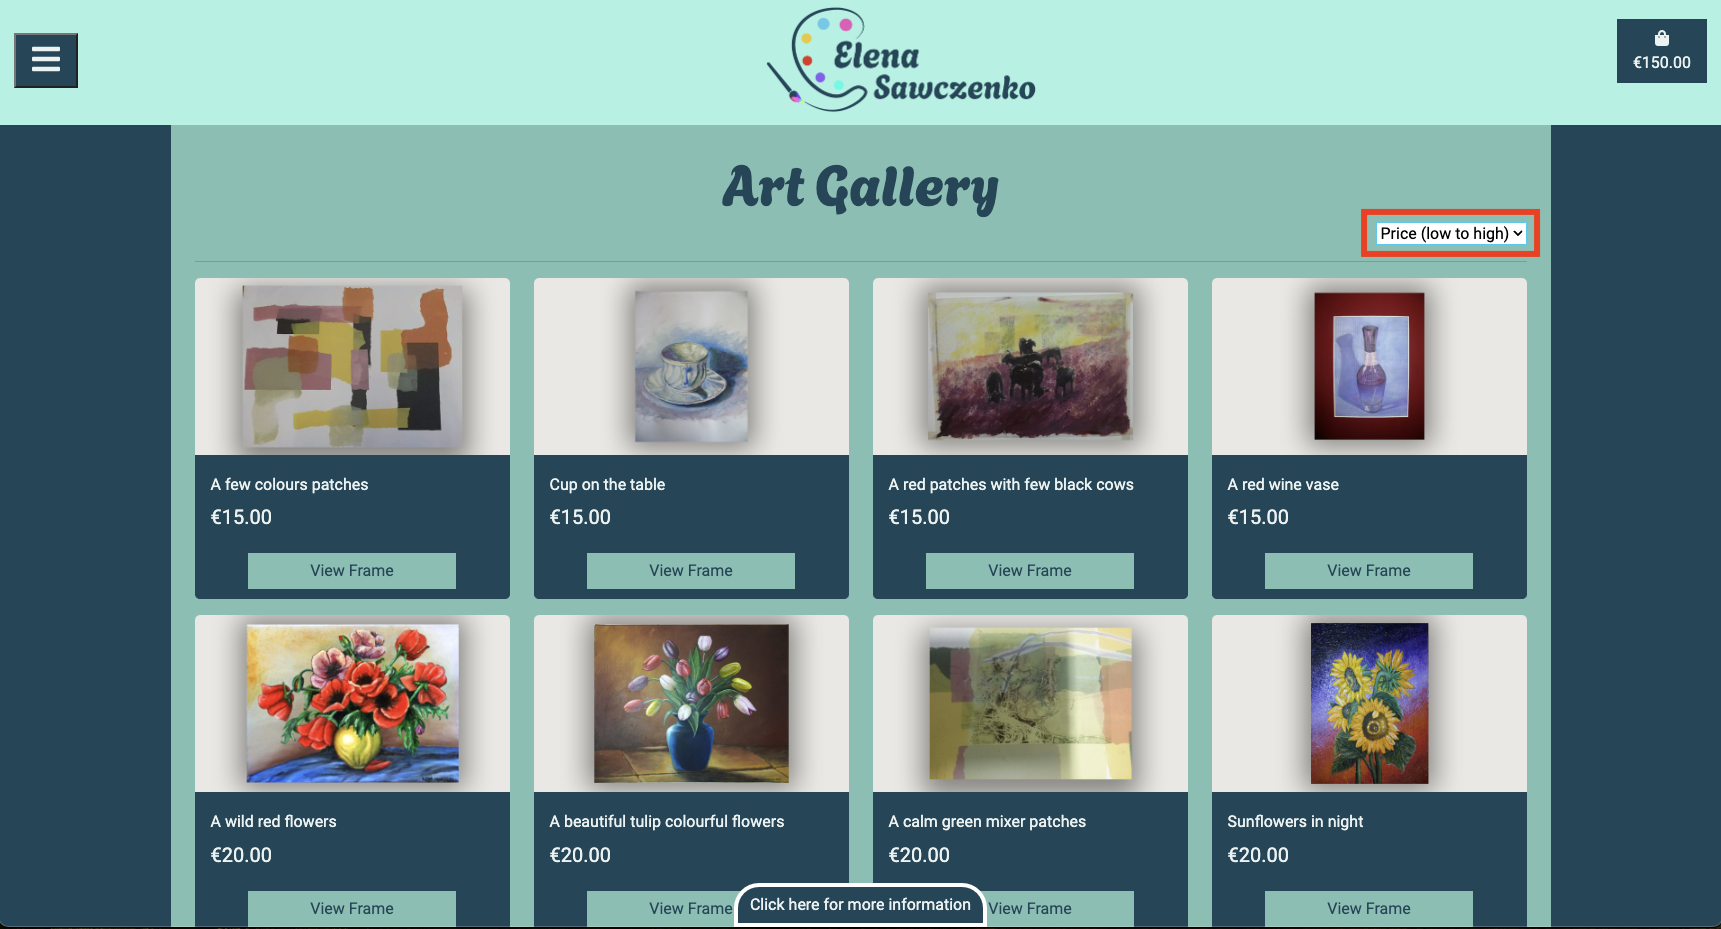 Elena
Sawczenko
€150.00
Art Gallery
Price (low to high)
A few colours patches
€15.00
View Frame
Cup on the table
€15.00
View Frame
A red patches with few black cows
€15.00
View Frame
A red wine vase
€15.00
View Frame
A wild red flowers
€20.00
View Frame
A beautiful tulip colourful flowers
€20.00
View Frame
A calm green mixer patches
€20.00
View Frame
Sunflowers in night
€20.00
View Frame
Click here for more information